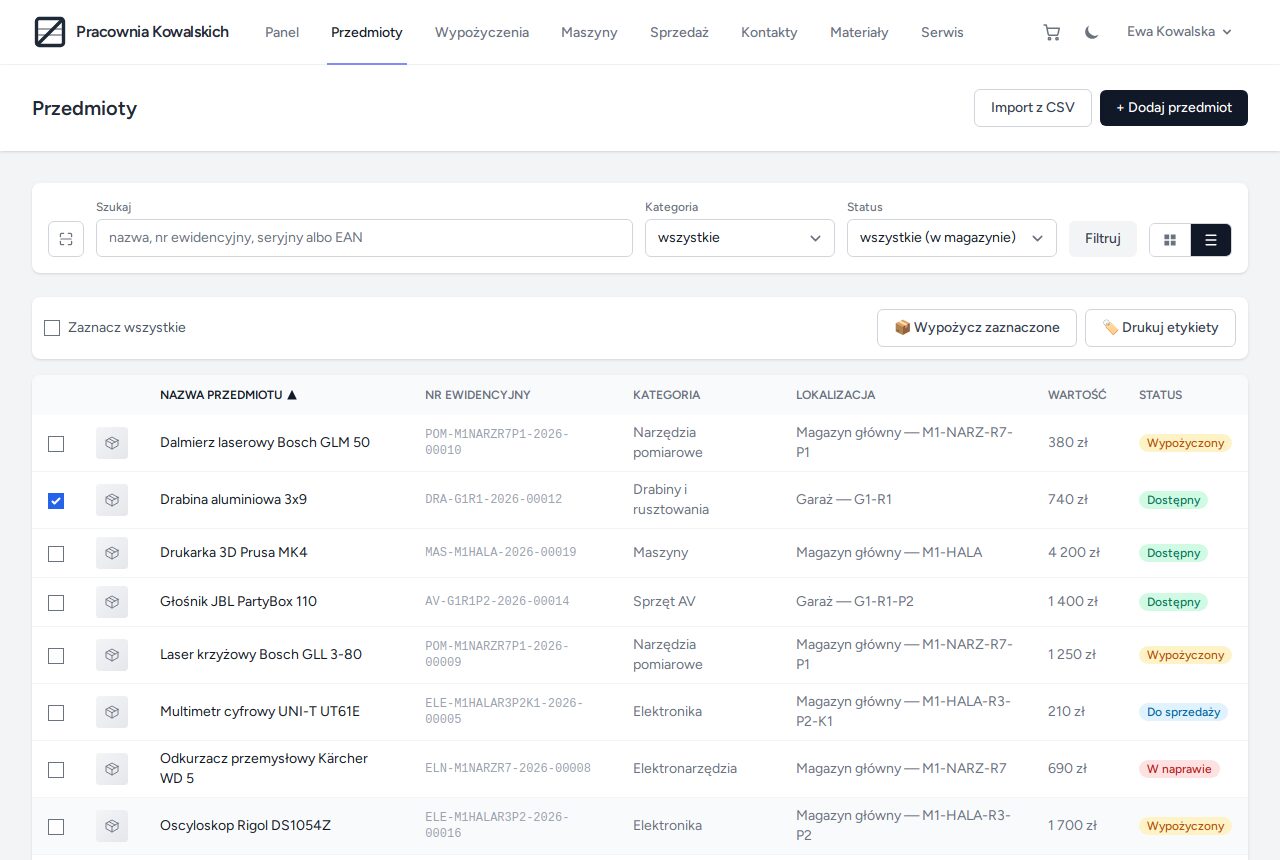 Pracownia Kowalskich
Panel
Przedmioty
Wypożyczenia
Maszyny
Sprzedaż
Kontakty
Materiały
Serwis
Ewa Kowalska
Przedmioty
Import z CSV
+ Dodaj przedmiot
Szukaj
Kategoria
Status
nazwa, nr ewidencyjny, seryjny albo EAN
wszystkie
wszystkie (w magazynie)
Filtruj
Zaznacz wszystkie
Wypożycz zaznaczone
Drukuj etykiety
NAZWA PRZEDMIOTU ▲
NR EWIDENCYJNY
KATEGORIA
LOKALIZACJA
WARTOŚĆ
STATUS
Dalmierz laserowy Bosch GLM 50
POM-M1NARZR7P1-2026-
00010
Narzędzia
pomiarowe
Magazyn główny — M1-NARZ-R7-
P1
380 zł
Wypożyczony
Drabina aluminiowa 3x9
DRA-G1R1-2026-00012
Drabiny i
rusztowania
Garaż — G1-R1
740 zł
Dostępny
Drukarka 3D Prusa MK4
MAS-M1HALA-2026-00019
Maszyny
Magazyn główny — M1-HALA
4 200 zł
Dostępny
Głośnik JBL PartyBox 110
AV-G1R1P2-2026-00014
Sprzęt AV
Garaż — G1-R1-P2
1 400 zł
Dostępny
Laser krzyżowy Bosch GLL 3-80
POM-M1NARZR7P1-2026-
00009
Narzędzia
pomiarowe
Magazyn główny — M1-NARZ-R7-
P1
1 250 zł
Wypożyczony
Multimetr cyfrowy UNI-T UT61E
ELE-M1HALAR3P2K1-2026-
00005
Elektronika
Magazyn główny — M1-HALA-R3-
P2-K1
210 zł
Do sprzedaży
Odkurzacz przemysłowy Kärcher
WD 5
ELN-M1NARZR7-2026-00008
Elektronarzędzia
Magazyn główny — M1-NARZ-R7
690 zł
W naprawie
Oscyloskop Rigol DS1054Z
ELE-M1HALAR3P2-2026-
00016
Elektronika
Magazyn główny — M1-HALA-R3-
P2
1 700 zł
Wypożyczony